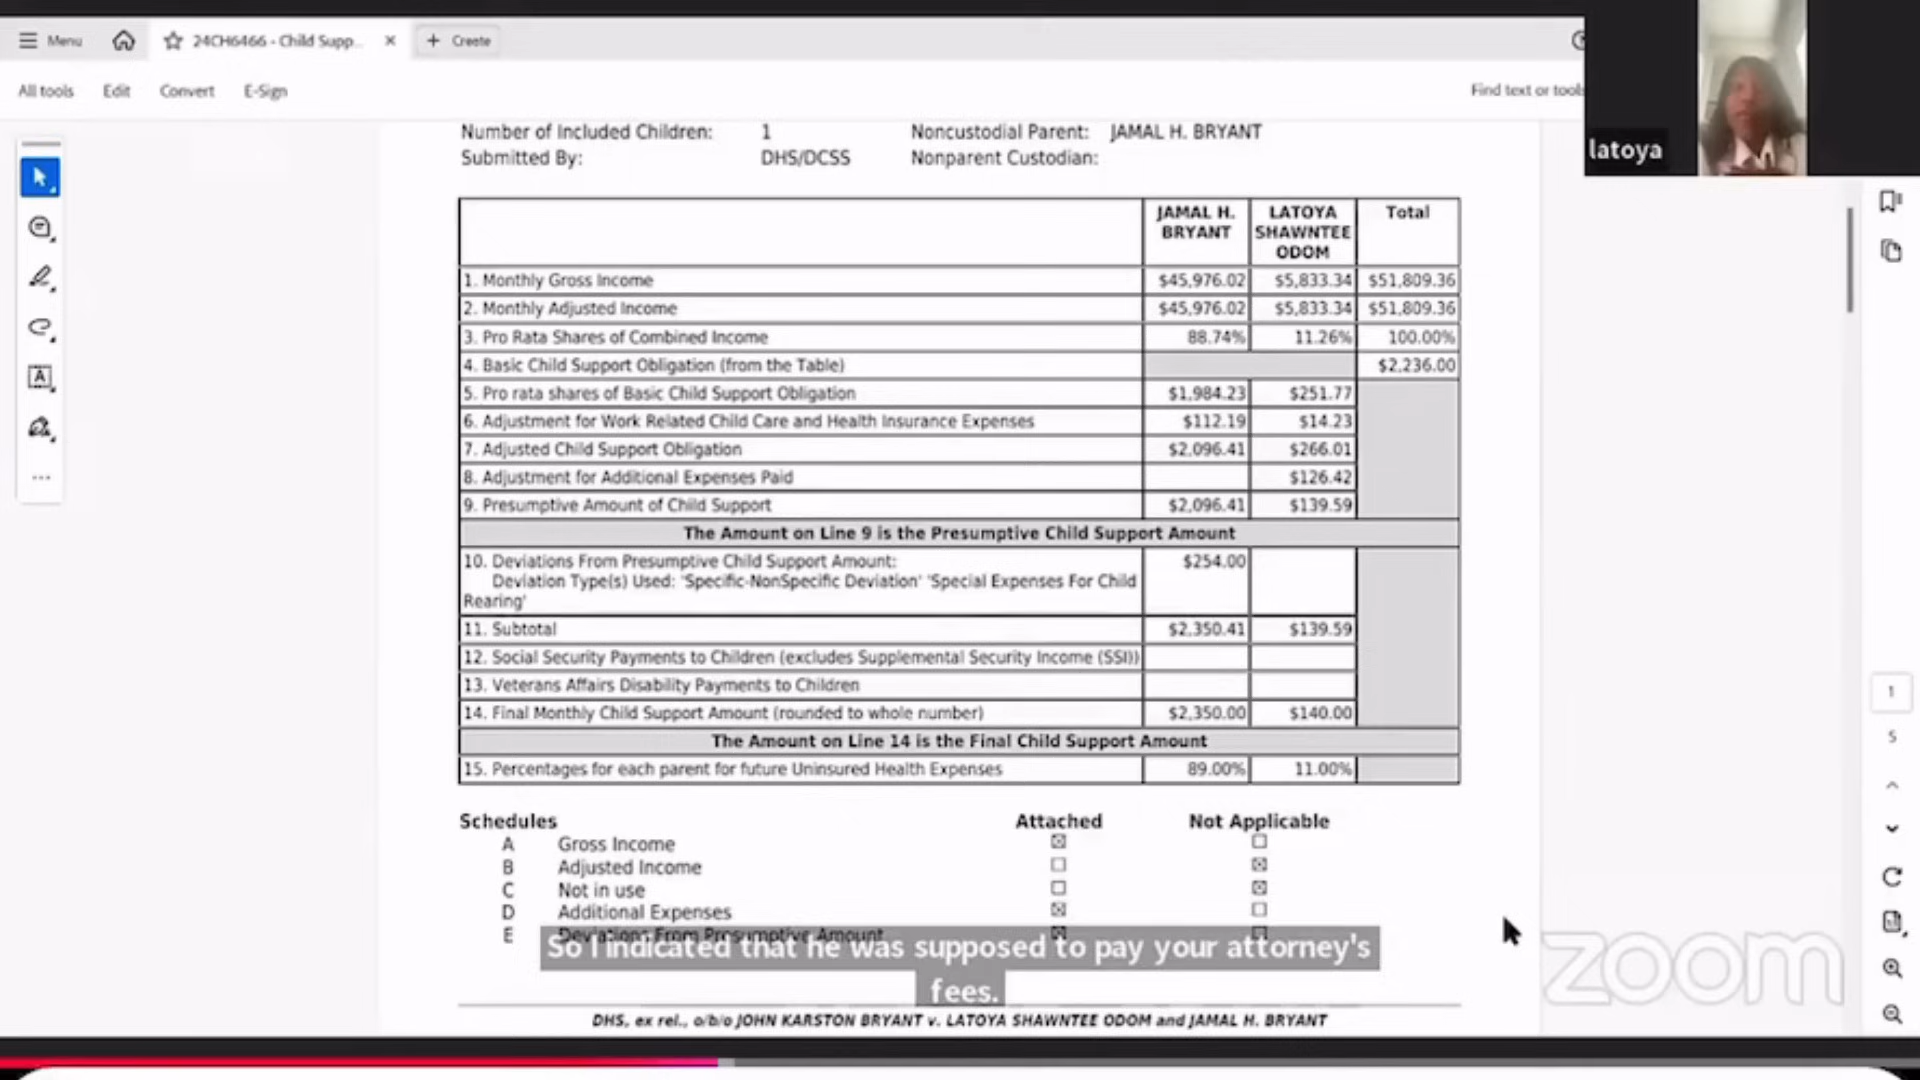 Menu 24CH6466 - Child Supp... Create
All tools Edit Convert E-Sign Find text or tools
latoya
Number of Included Children: 1 Noncustodial Parent: JAMAL H. BRYANT
Submitted By: DHS/DCSS Nonparent Custodian:
JAMAL H. BRYANT LATOYA SHAWNTEE ODOM Total
1. Monthly Gross Income $45,976.02 $5,833.34 $51,809.36
2. Monthly Adjusted Income $45,976.02 $5,833.34 $51,809.36
3. Pro Rata Shares of Combined Income 88.74% 11.26% 100.00%
4. Basic Child Support Obligation (from the Table) $2,236.00
5. Pro rata shares of Basic Child Support Obligation $1,984.23 $251.77
6. Adjustment for Work Related Child Care and Health Insurance Expenses $112.19 $14.23
7. Adjusted Child Support Obligation $2,096.41 $266.01
8. Adjustment for Additional Expenses Paid $126.42
9. Presumptive Amount of Child Support $2,096.41 $139.59
The Amount on Line 9 is the Presumptive Child Support Amount
10. Deviations From Presumptive Child Support Amount: $254.00
Deviation Type(s) Used: 'Specific-NonSpecific Deviation' 'Special Expenses For Child
Rearing'
11. Subtotal $2,350.41 $139.59
12. Social Security Payments to Children (excludes Supplemental Security Income (SSI))
13. Veterans Affairs Disability Payments to Children
14. Final Monthly Child Support Amount (rounded to whole number) $2,350.00 $140.00
The Amount on Line 14 is the Final Child Support Amount
15. Percentages for each parent for future Uninsured Health Expenses 89.00% 11.00%
1
5
Schedules Attached Not Applicable
A Gross Income
B Adjusted Income
C Not in use
D Additional Expenses
E Deviations From Presumptive Amount
So I indicated that he was supposed to pay your attorney's
fees.
zoom
DHS, ex rel., o/b/o JOHN KARSTON BRYANT v. LATOYA SHAWNTEE ODOM and JAMAL H. BRYANT